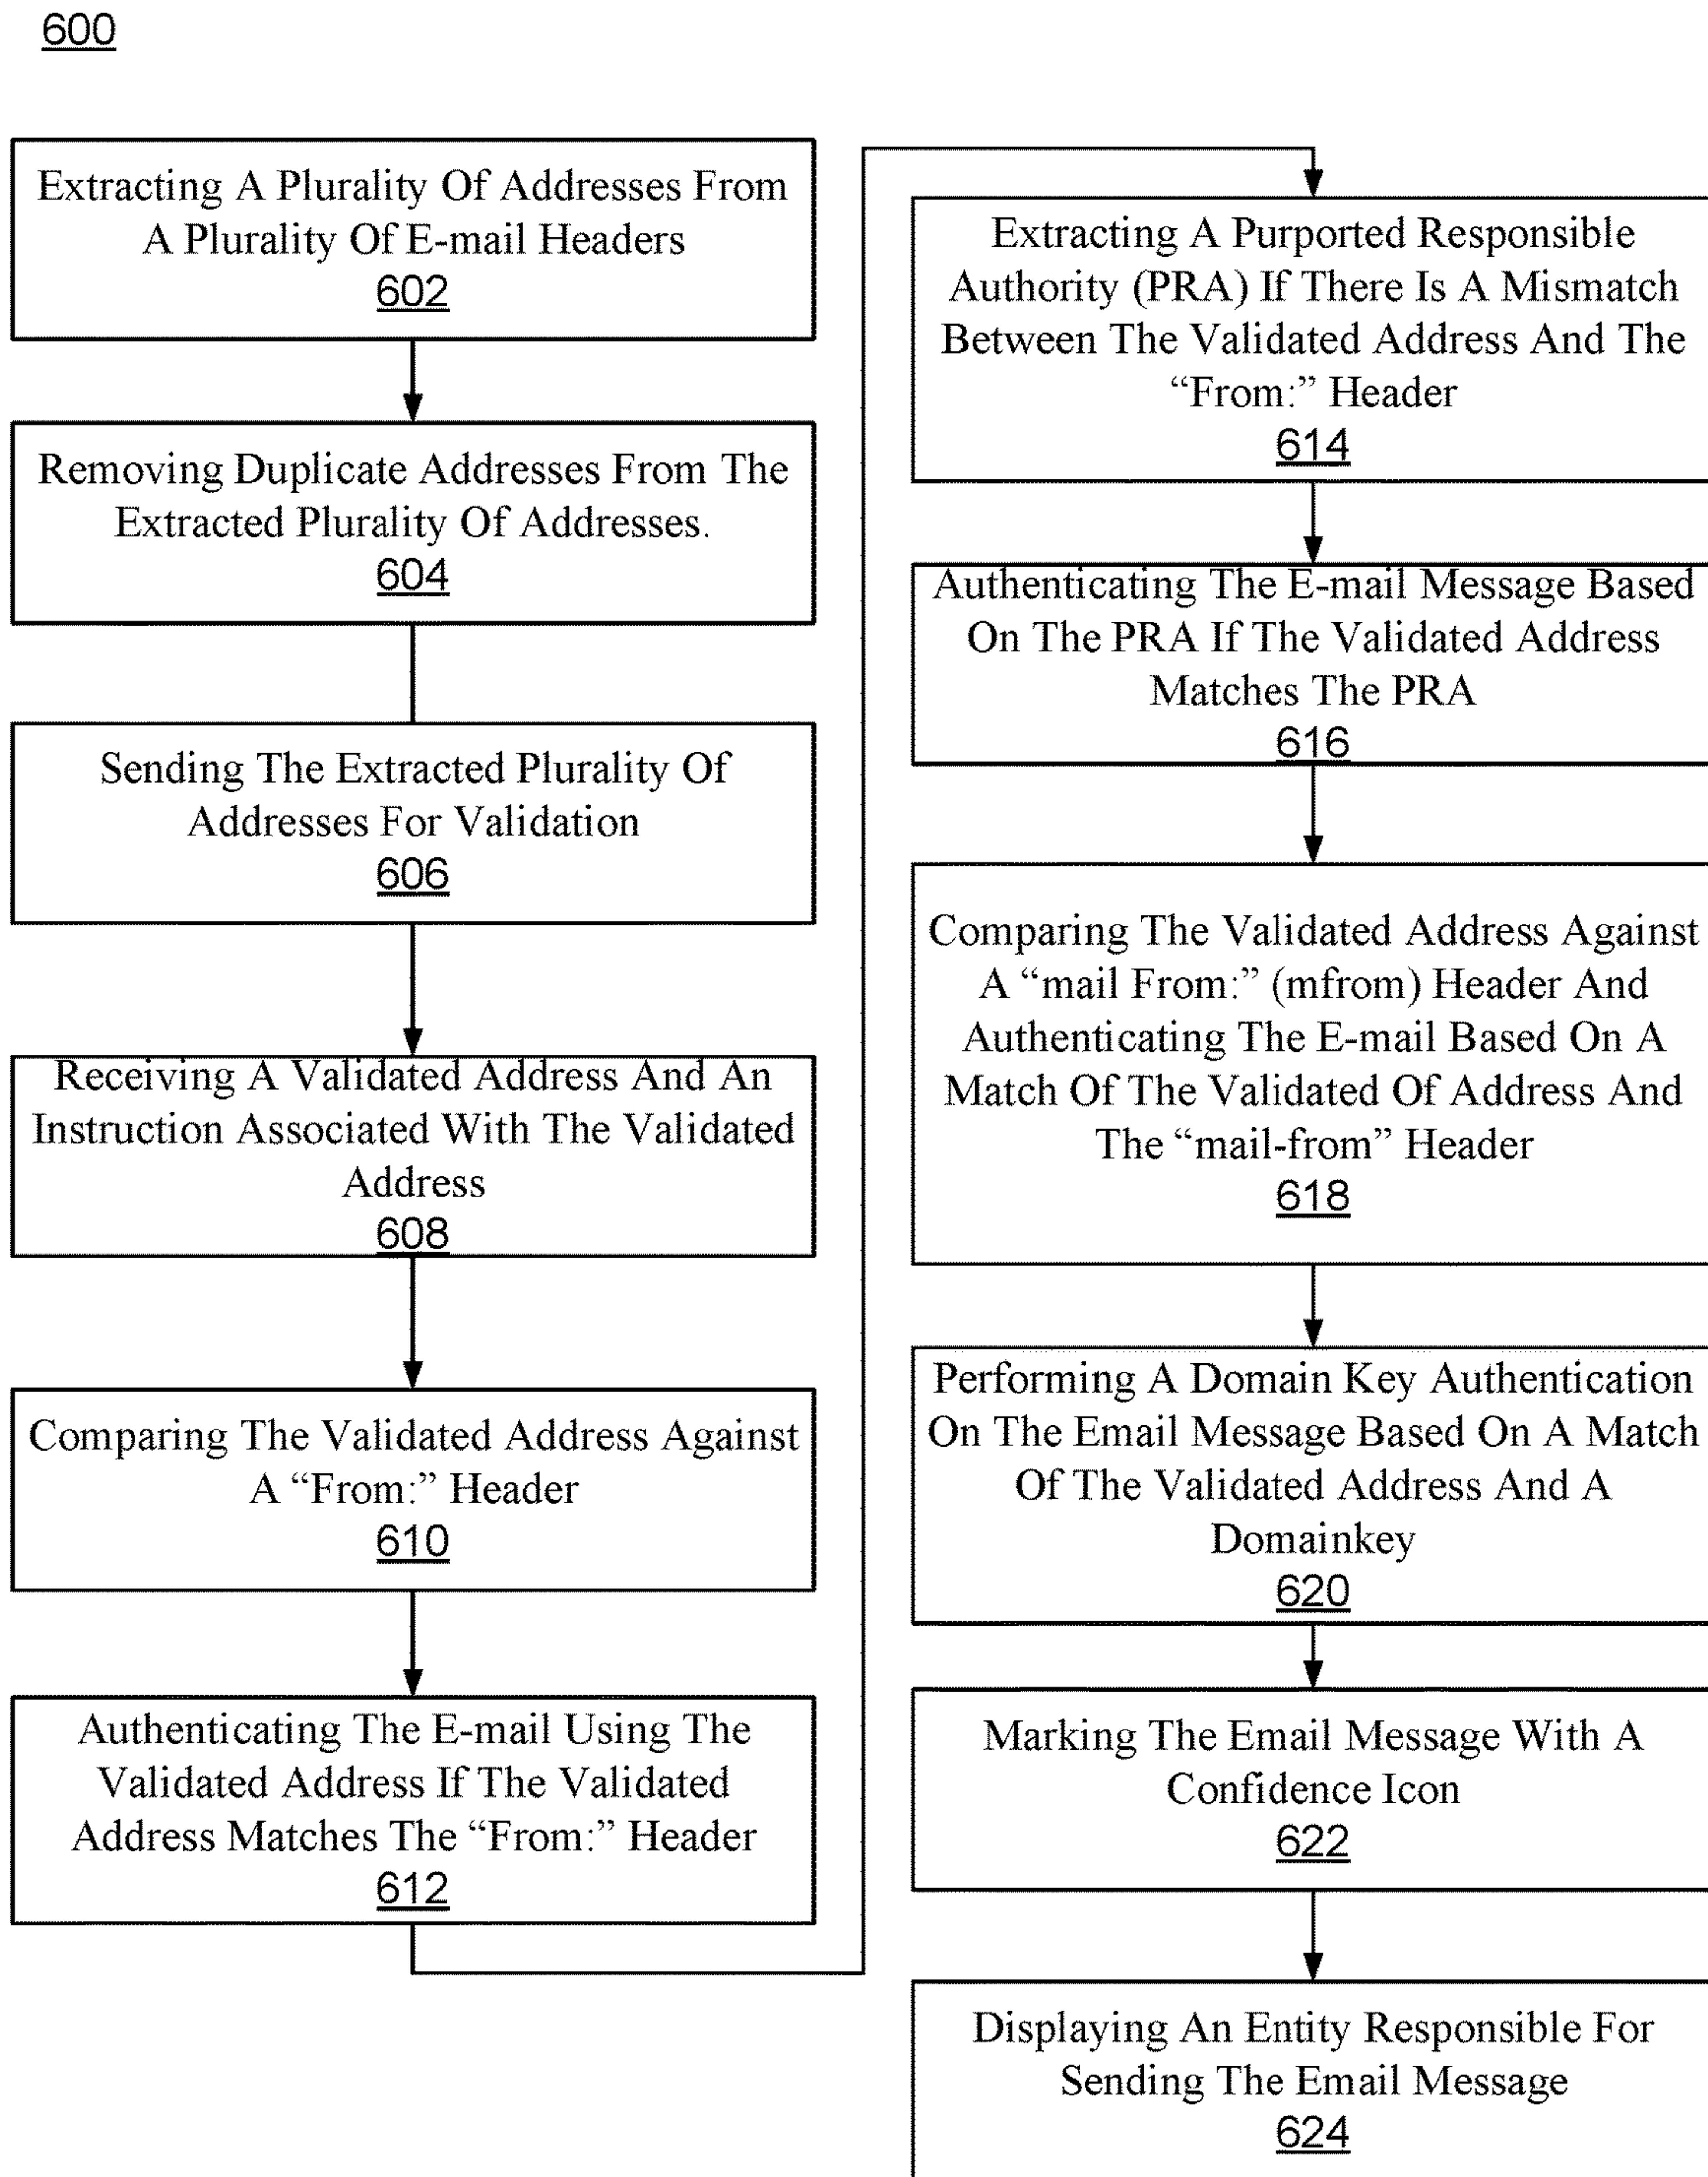 600
Extracting A Plurality Of Addresses From
A Plurality Of E-mail Headers
602
Removing Duplicate Addresses From The
Extracted Plurality Of Addresses.
604
Sending The Extracted Plurality Of
Addresses For Validation
606
Receiving A Validated Address And An
Instruction Associated With The Validated
Address
608
Comparing The Validated Address Against
A “From:” Header
610
Authenticating The E-mail Using The
Validated Address If The Validated
Address Matches The “From:” Header
612
Extracting A Purported Responsible
Authority (PRA) If There Is A Mismatch
Between The Validated Address And The
“From:” Header
614
Authenticating The E-mail Message Based
On The PRA If The Validated Address
Matches The PRA
616
Comparing The Validated Address Against
A “mail From:” (mfrom) Header And
Authenticating The E-mail Based On A
Match Of The Validated Of Address And
The “mail-from” Header
618
Performing A Domain Key Authentication
On The Email Message Based On A Match
Of The Validated Address And A
Domainkey
620
Marking The Email Message With A
Confidence Icon
622
Displaying An Entity Responsible For
Sending The Email Message
624